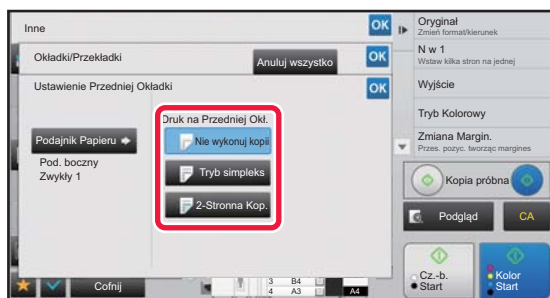 Inne
OK
Okładki/Przekładki
Anuluj wszystko
OK
Ustawienie Przedniej Okładki
OK
Druk na Przedniej Okł.
Podajnik Papieru
Nie wykonuj kopii
Pod. boczny
Zwykły 1
Tryb simpleks
2-Stronna Kop.
Cofnij
3 B4
4 A3
A4
Oryginał
Zmień format/kierunek
N w 1
Wstaw kilka stron na jednej
Wyjście
Tryb Kolorowy
Zmiana Margin.
Przes. pozyc. tworząc margines
Kopia próbna
Podgląd
CA
Cz.-b.
Start
Kolor
Start